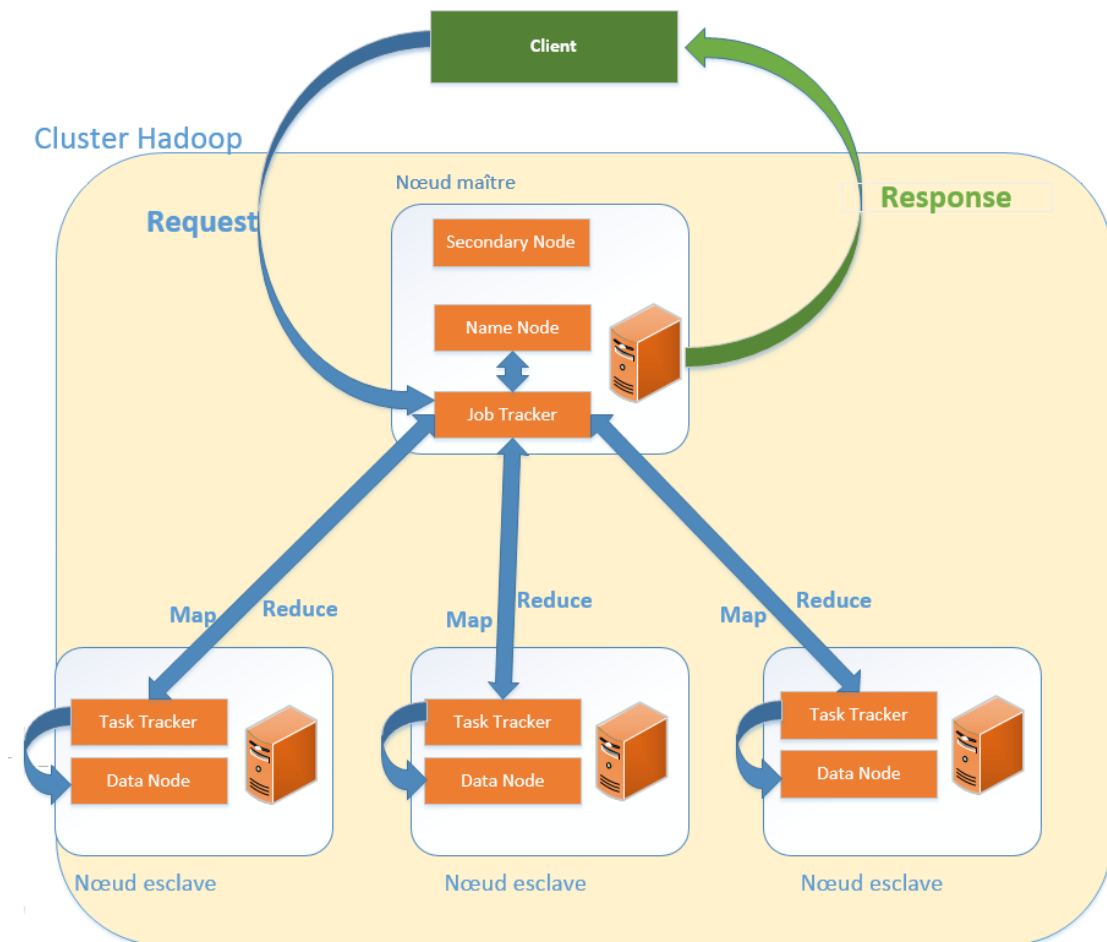 Client
Cluster Hadoop
Nœud maître
Request
Response
Secondary Node
Name Node
Job Tracker
Map
Reduce
Map
Reduce
Map
Reduce
Task Tracker
Data Node
Task Tracker
Data Node
Task Tracker
Data Node
Nœud esclave
Nœud esclave
Nœud esclave